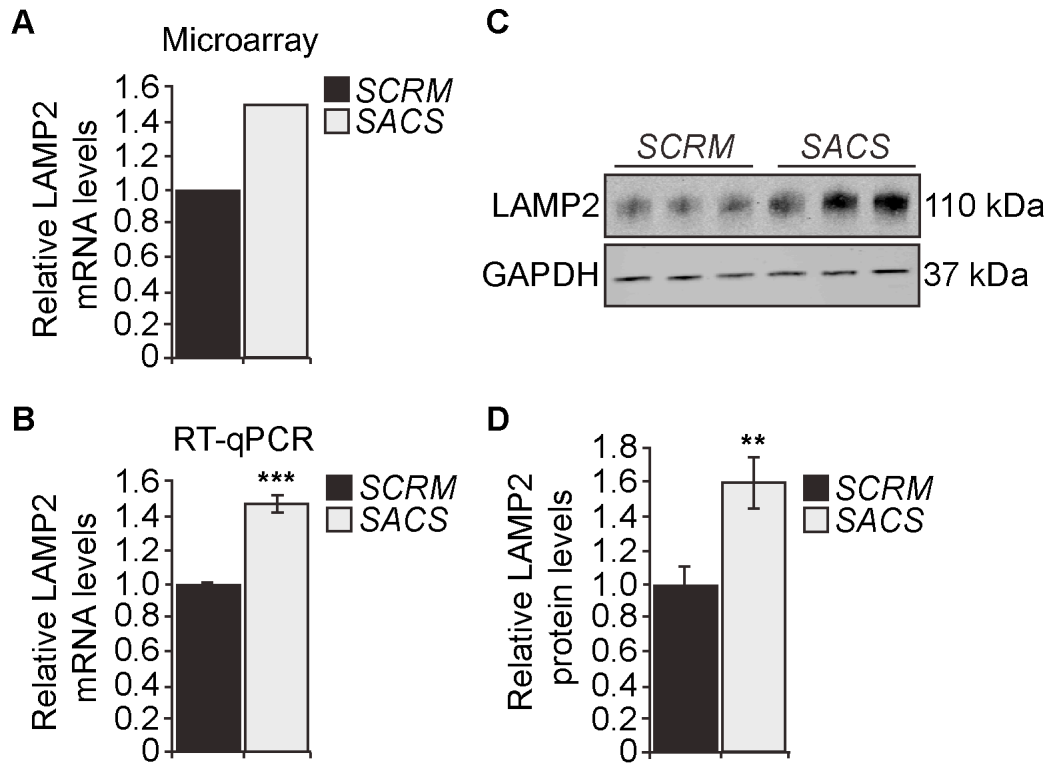 A
Microarray
Relative LAMP2
mRNA levels
1.6
1.4
1.2
1.0
0.8
0.6
0.4
0.2
0
SCRM
SACS
B
RT-qPCR
Relative LAMP2
mRNA levels
1.6
1.4
1.2
1.0
0.8
0.6
0.4
0.2
0
***
SCRM
SACS
C
SCRM SACS
LAMP2 110 kDa
GAPDH 37 kDa
D
Relative LAMP2
protein levels
1.8
1.6
1.4
1.2
1.0
0.8
0.6
0.4
0.2
0
**
SCRM
SACS